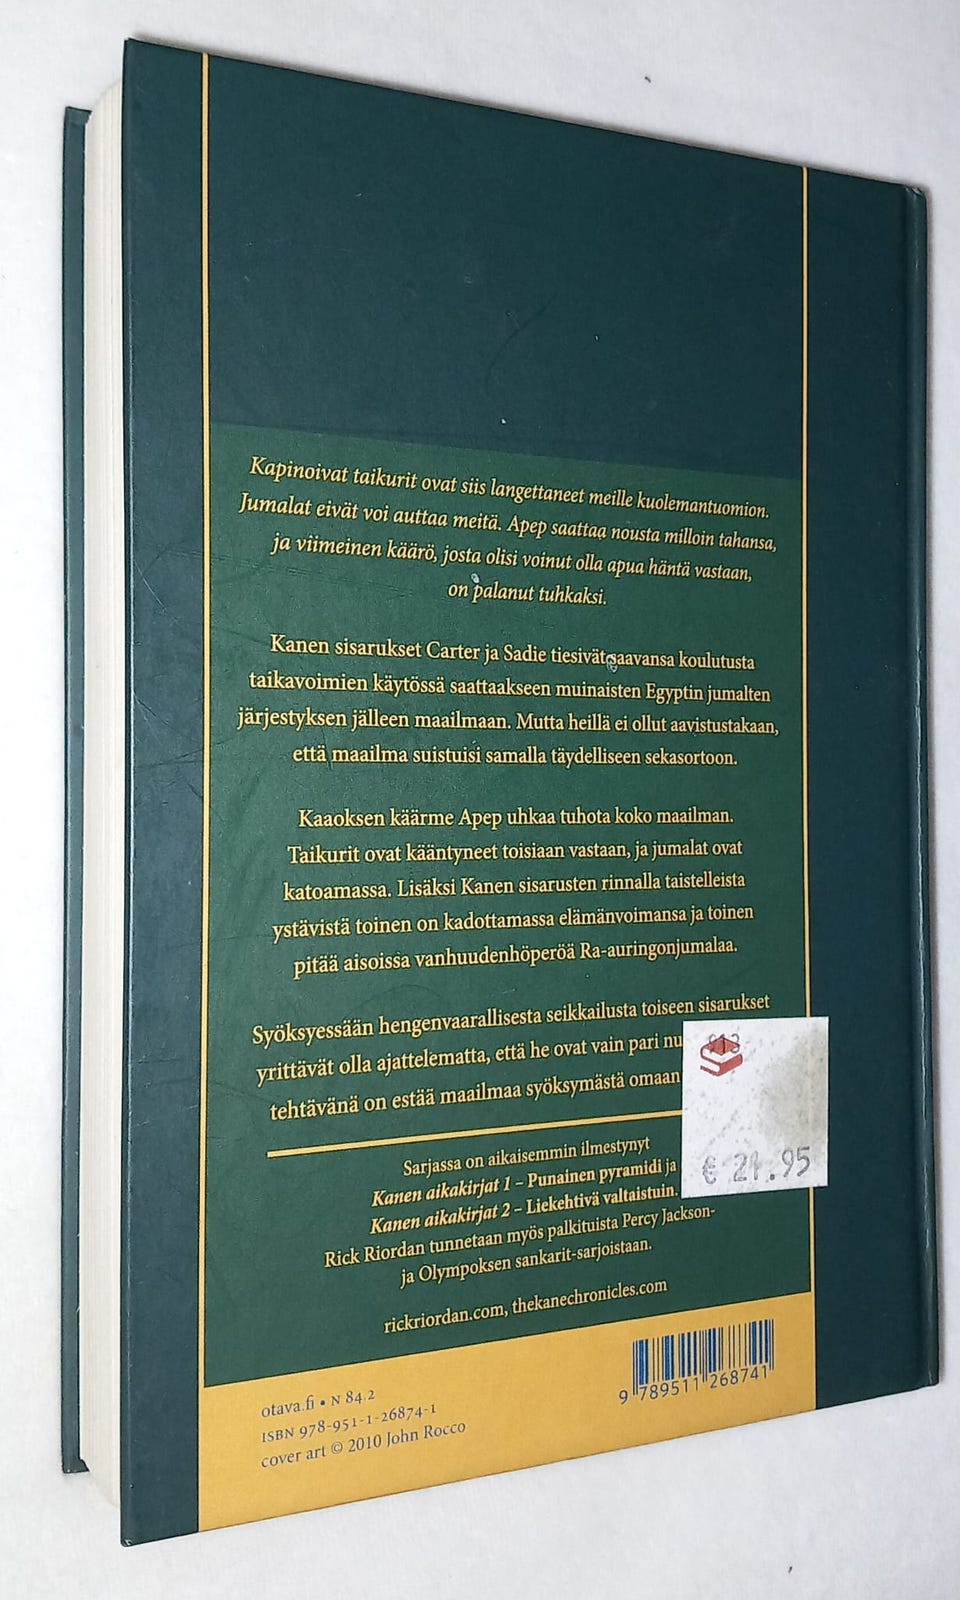 Kapinoivat taikurit ovat siis langettaneet meille kuolemantuomion.
Jumalat eivät voi auttaa meitä. Apep saattaa nousta milloin tahansa,
ja viimeinen käärö, josta olisi voinut olla apua häntä vastaan,
on palanut tuhkaksi.
Kanen sisarukset Carter ja Sadie tiesivät saavansa koulutusta
taikavoimien käytössä saattaakseen muinaisten Egyptin jumalten
järjestyksen jälleen maailmaan. Mutta heillä ei ollut aavistustakaan,
että maailma suistuisi samalla täydelliseen sekasortoon.
Kaaoksen käärme Apep uhkaa tuhota koko maailman.
Taikurit ovat kääntyneet toisiaan vastaan, ja jumalat ovat
katoamassa. Lisäksi Kanen sisarusten rinnalla taistelleista
ystävistä toinen on kadottamassa elämänvoimansa ja toinen
pitää aisoissa vanhuudenhöperöä Ra-auringonjumalaa.
Syöksyessään hengenvaarallisesta seikkailusta toiseen sisarukset
yrittävät olla ajattelematta, että he ovat vain pari
tehtävänä on estää maailmaa syöksymästä omaan
€ 21.95
Sarjassa on aikaisemmin ilmestynyt
Kanen aikakirjat 1 – Punainen pyramidi ja
Kanen aikakirjat 2 – Liekehtivä valtaistuin.
Rick Riordan tunnetaan myös palkituista Percy Jackson-
ja Olympoksen sankarit-sarjoistaan.
rickriordan.com, thekanechronicles.com
otava.fi • N 84.2
ISBN 978-951-1-26874-1
cover art © 2010 John Rocco
9 789511 268741